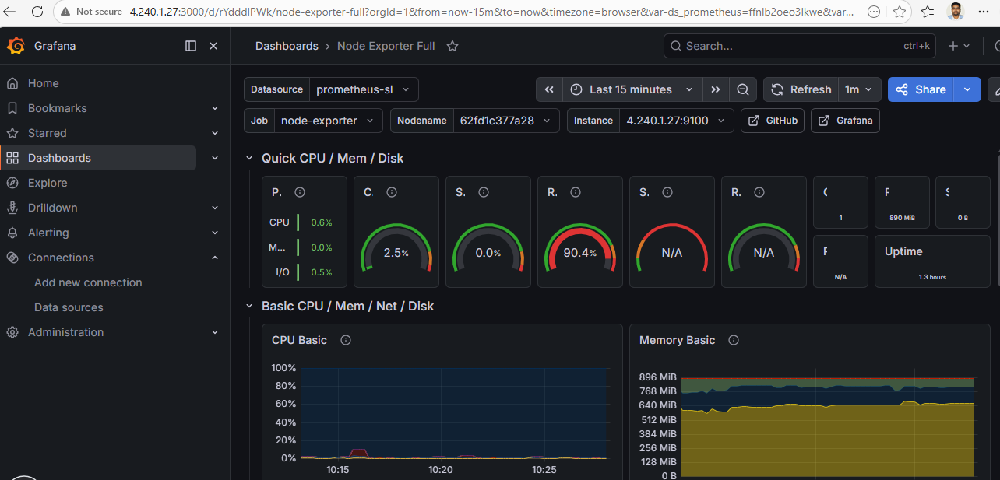 Not secure 4.240.1.27:3000/d/rYdddlPWk/node-exporter-full?orgId=1&from=now-15m&to=now&timezone=browser&var-ds_prometheus=ffnlb2oeo3lkwe&var...
Grafana
Dashboards › Node Exporter Full
Search... ctrl+k
Home
Bookmarks
Starred
Dashboards
Explore
Drilldown
Alerting
Connections
Add new connection
Data sources
Administration
Datasource prometheus-sl
Last 15 minutes
Refresh 1m
Share
Job node-exporter
Nodename 62fd1c377a28
Instance 4.240.1.27:9100
GitHub
Grafana
Quick CPU / Mem / Disk
P.
CPU 0.6%
M... 0.0%
I/O 0.5%
C.
2.5%
S.
0.0%
R.
90.4%
S.
N/A
R.
N/A
1
890 MiB
S
0 B
N/A
Uptime
1.3 hours
Basic CPU / Mem / Net / Disk
CPU Basic
100%
80%
60%
40%
20%
0%
10:15 10:20 10:25
Memory Basic
896 MiB
768 MiB
640 MiB
512 MiB
384 MiB
256 MiB
128 MiB
0 B